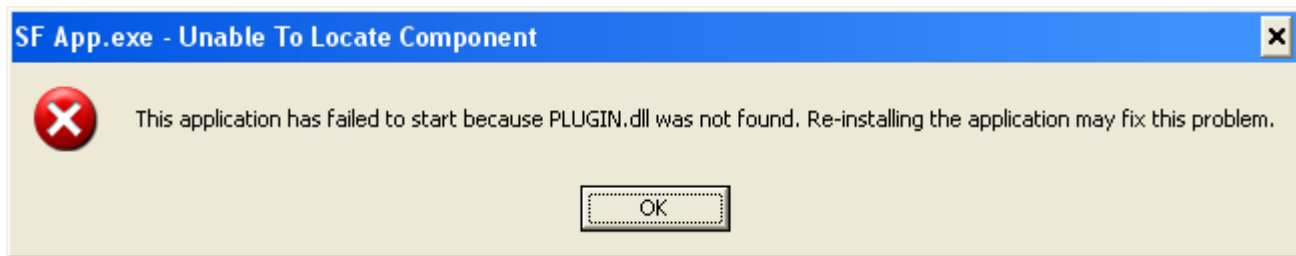 SF App.exe - Unable To Locate Component
This application has failed to start because PLUGIN.dll was not found. Re-installing the application may fix this problem.
OK